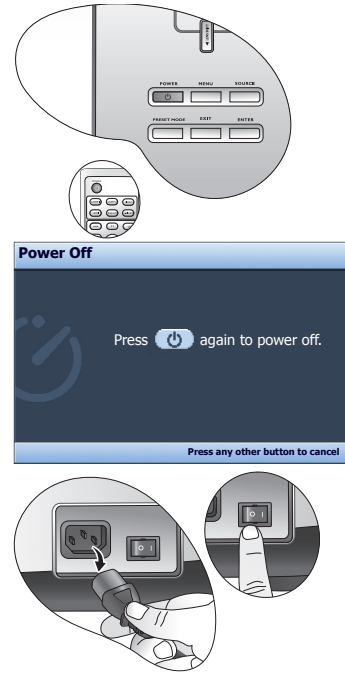 POWER MENU SOURCE
PRESET MODE EXIT ENTER
Power Off
Press again to power off.
Press any other button to cancel
O I
O I